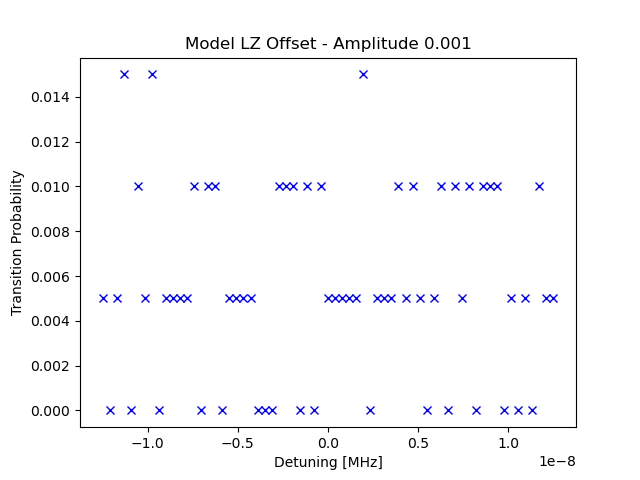 Model LZ Offset - Amplitude 0.001
Transition Probability
0.014
0.012
0.010
0.008
0.006
0.004
0.002
0.000
−1.0 −0.5 0.0 0.5 1.0
1e−8
Detuning [MHz]